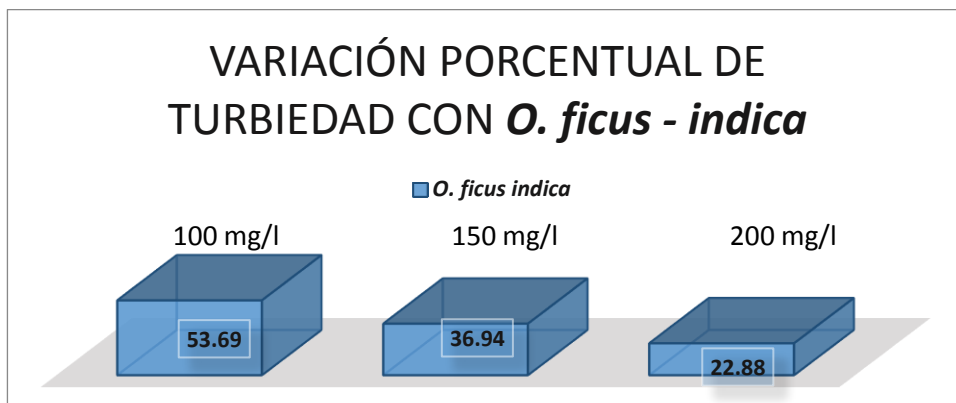 VARIACIÓN PORCENTUAL DE
TURBIEDAD CON O. ficus - indica
O. ficus indica
100 mg/l 150 mg/l 200 mg/l
53.69 36.94 22.88